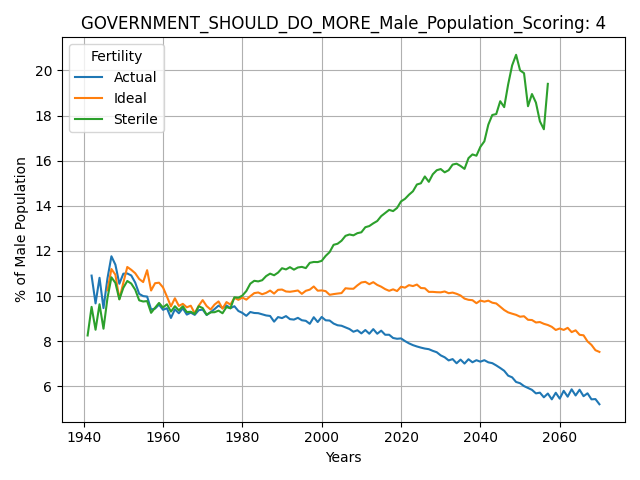 GOVERNMENT_SHOULD_DO_MORE_Male_Population_Scoring: 4
Fertility
Actual
Ideal
Sterile
% of Male Population
20
18
16
14
12
10
8
6
1940
1960
1980
2000
2020
2040
2060
Years